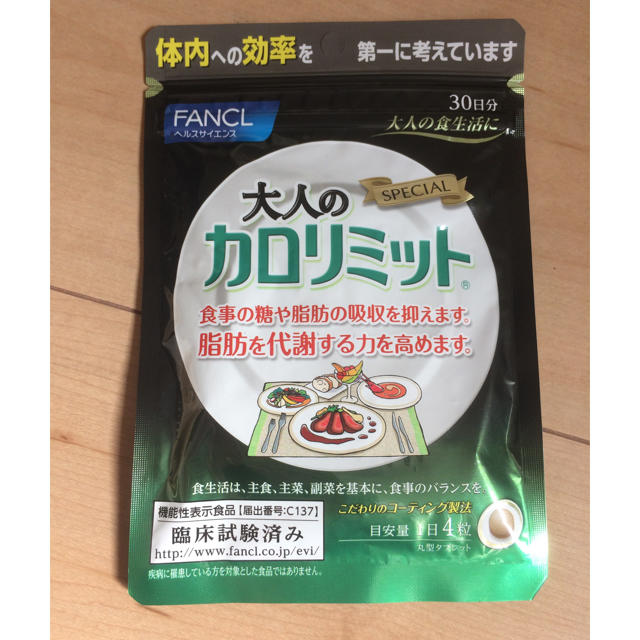 体内への効率を 第一に考えています
FANCL
ヘルスサイエンス
30日分
大人の食生活に
SPECIAL
大人の
カロリミット®
食事の糖や脂肪の吸収を抑えます。
脂肪を代謝する力を高めます。
食生活は、主食、主菜、副菜を基本に、食事のバランスを。
機能性表示食品【届出番号:C137】
臨床試験済み
http://www.fancl.co.jp/evi/
疾病に罹患している方を対象とした食品ではありません。
こだわりのコーティング製法
目安量 1日4粒
丸型タブレット